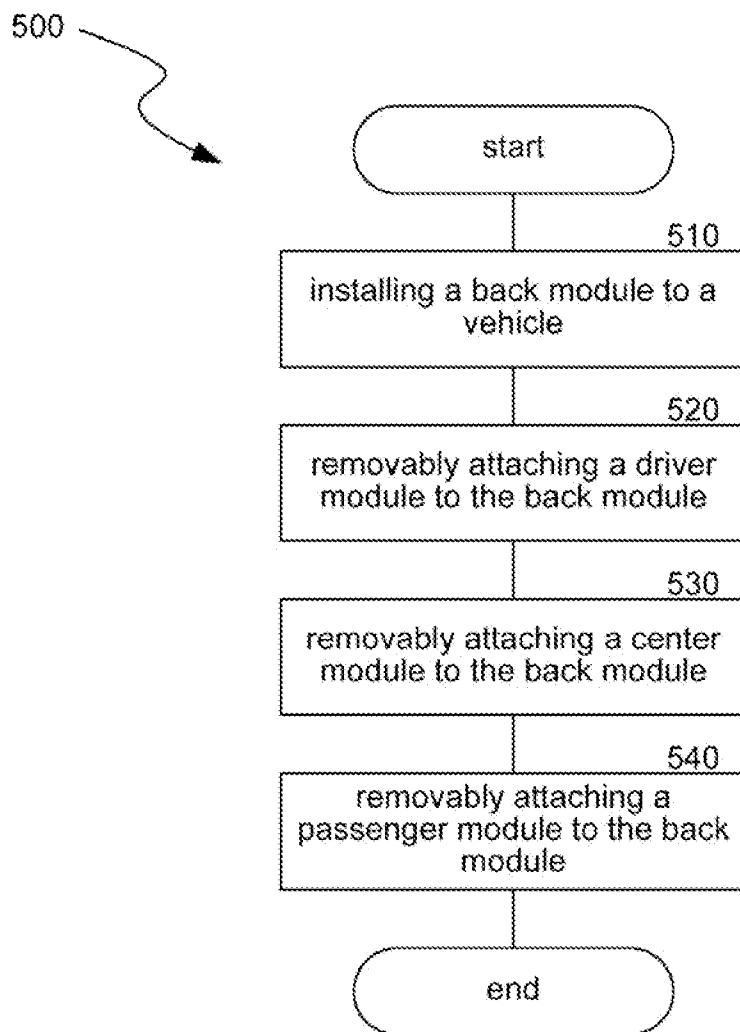 500
start
510
installing a back module to a
vehicle
520
removably attaching a driver
module to the back module
530
removably attaching a center
module to the back module
540
removably attaching a
passenger module to the back
module
end